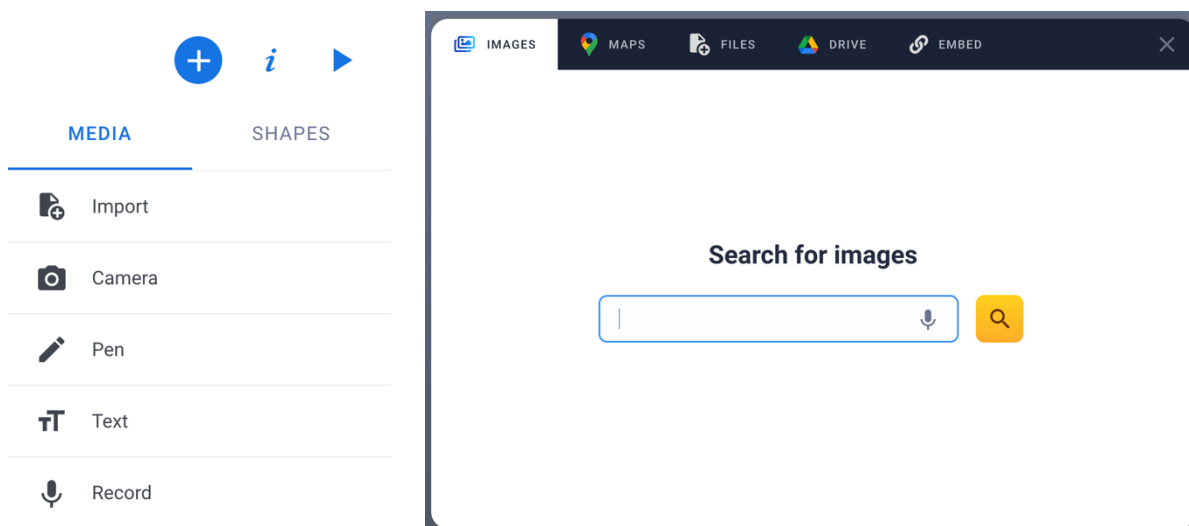 MEDIA SHAPES
Import
Camera
Pen
Text
Record
IMAGES MAPS FILES DRIVE EMBED
Search for images